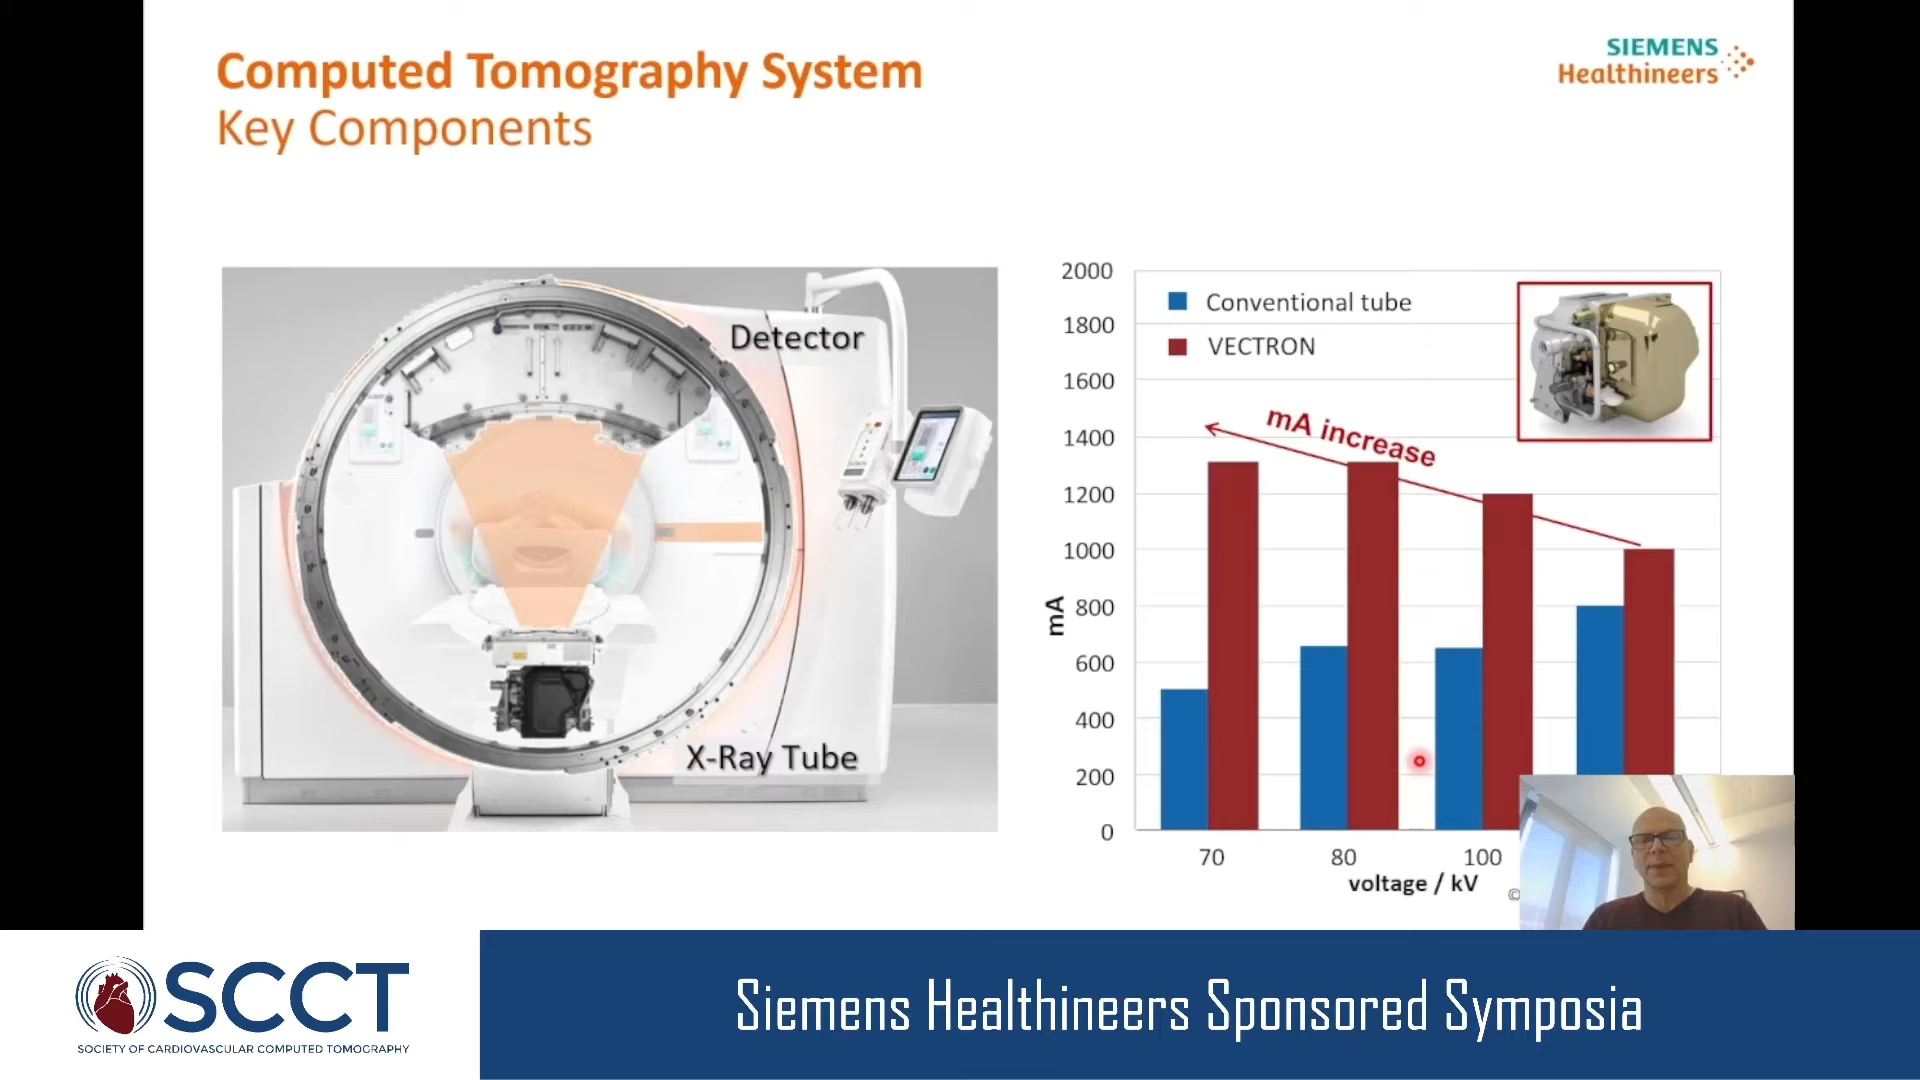 Computed Tomography System
Key Components
SIEMENS
Healthineers
Detector
X-Ray Tube
2000
1800
1600
1400
1200
1000
800
600
400
200
0
mA
Conventional tube
VECTRON
mA increase
70
80
100
voltage / kV
©
SCCT
SOCIETY OF CARDIOVASCULAR COMPUTED TOMOGRAPHY
Siemens Healthineers Sponsored Symposia